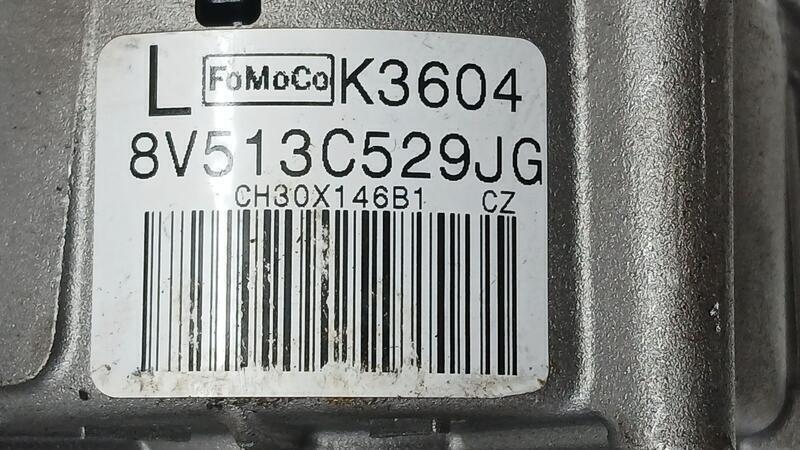 L FoMoCo K3604
8V513C529JG
CH30X146B1 CZ